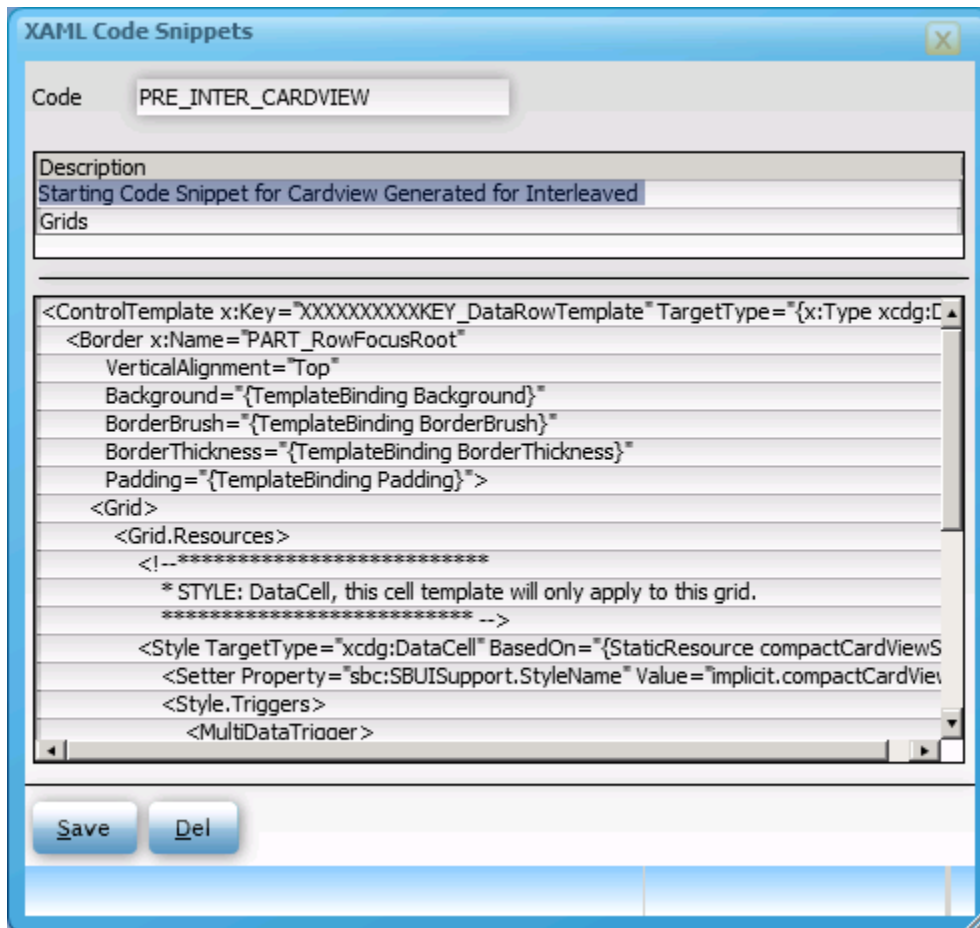 XAML Code Snippets
Code PRE_INTER_CARDVIEW
Description
Starting Code Snippet for Cardview Generated for Interleaved
Grids
<ControlTemplate x:Key="XXXXXXXXXXKEY_DataRowTemplate" TargetType="{x:Type xcdg:D
<Border x:Name="PART_RowFocusRoot"
VerticalAlignment="Top"
Background="{TemplateBinding Background}"
BorderBrush="{TemplateBinding BorderBrush}"
BorderThickness="{TemplateBinding BorderThickness}"
Padding="{TemplateBinding Padding}">
<Grid>
<Grid.Resources>
<!--**************************
* STYLE: DataCell, this cell template will only apply to this grid.
************************** -->
<Style TargetType="xcdg:DataCell" BasedOn="{StaticResource compactCardViewS
<Setter Property="sbc:SBUISupport.StyleName" Value="implicit.compactCardView
<Style.Triggers>
<MultiDataTrigger>
Save Del